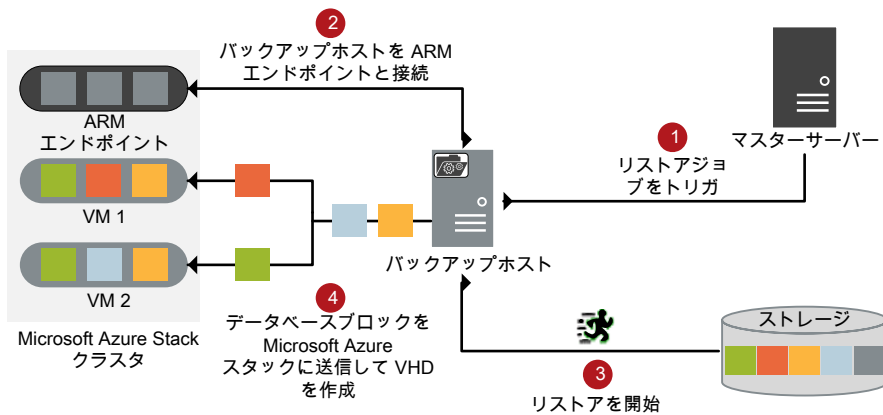 2
バックアップホストを ARM
エンドポイントと接続
ARM
エンドポイント
VM 1
VM 2
Microsoft Azure Stack
クラスタ
1
リストアジョ
ブをトリガ
マスターサーバー
バックアップホスト
4
データベースブロックを
Microsoft Azure
スタックに送信して VHD
を作成
3
リストアを開始
ストレージ